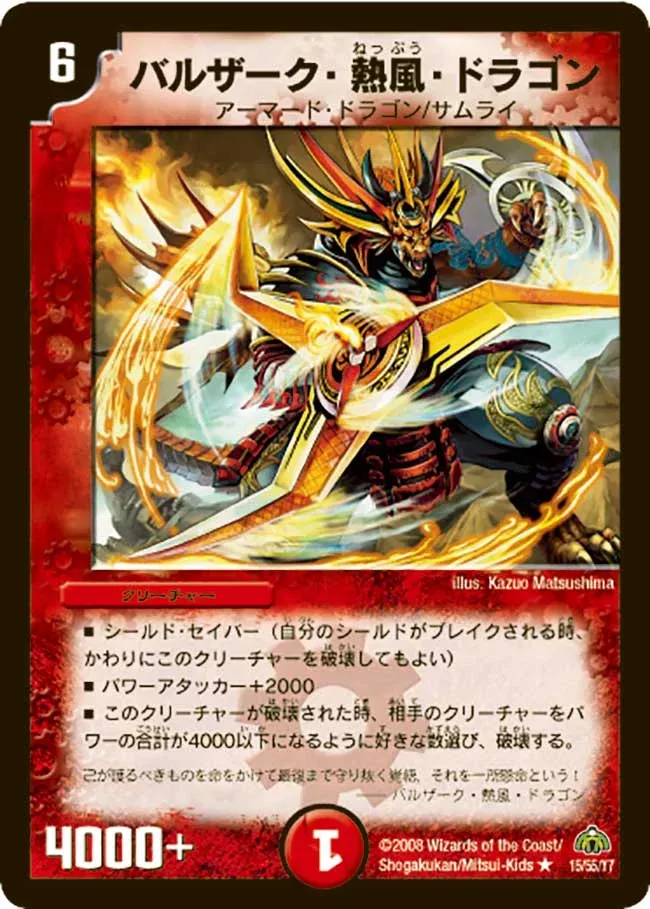 6
ねっぷう
バルザーク・熱風・ドラゴン
アーマード・ドラゴン/サムライ
illus. Kazuo Matsushima
クリーチャー
■ シールド・セイバー（自分のシールドがブレイクされる時、
かわりにこのクリーチャーを破壊してもよい）
■ パワーアタッカー+2000
■ このクリーチャーが破壊された時、相手のクリーチャーをパ
ワーの合計が4000以下になるように好きな数選び、破壊する。
己が護るべきものを命をかけて最後まで守り抜く覚悟、それを一所懸命という！
——バルザーク・熱風・ドラゴン
4000+
1
©2008 Wizards of the Coast/
Shogakukan/Mitsui-Kids ★
15/55/Y7